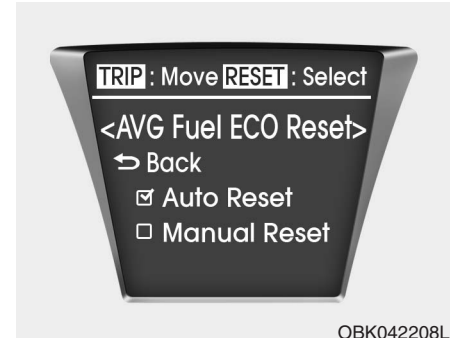 TRIP : Move RESET : Select
<AVG Fuel ECO Reset>
⮌ Back
☑ Auto Reset
☐ Manual Reset
OBK042208L